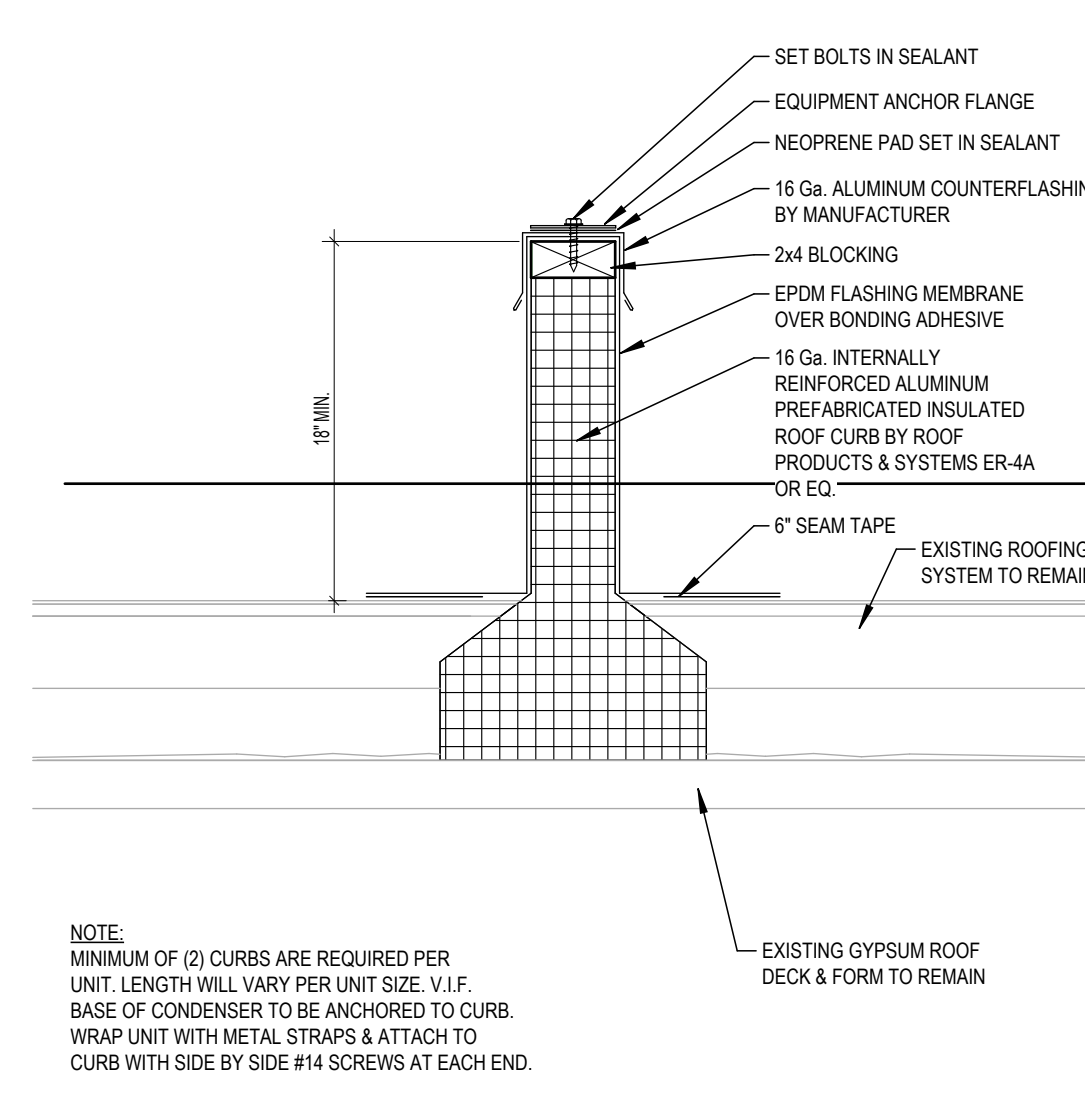 SET BOLTS IN SEALANT
EQUIPMENT ANCHOR FLANGE
NEOPRENE PAD SET IN SEALANT
16 Ga. ALUMINUM COUNTERFLASHIN
BY MANUFACTURER
2x4 BLOCKING
EPDM FLASHING MEMBRANE
OVER BONDING ADHESIVE
16 Ga. INTERNALLY
REINFORCED ALUMINUM
PREFABRICATED INSULATED
ROOF CURB BY ROOF
PRODUCTS & SYSTEMS ER-4A
OR EQ.
18" MIN.
6" SEAM TAPE
EXISTING ROOFING
SYSTEM TO REMAIN
EXISTING GYPSUM ROOF
DECK & FORM TO REMAIN
NOTE:
MINIMUM OF (2) CURBS ARE REQUIRED PER
UNIT. LENGTH WILL VARY PER UNIT SIZE. V.I.F.
BASE OF CONDENSER TO BE ANCHORED TO CURB.
WRAP UNIT WITH METAL STRAPS & ATTACH TO
CURB WITH SIDE BY SIDE #14 SCREWS AT EACH END.